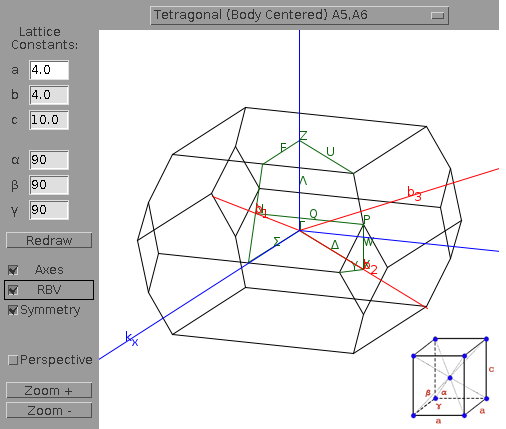 Tetragonal (Body Centered) A5,A6
Lattice
Constants:
a 4.0
b 4.0
c 10.0
α 90
β 90
γ 90
Redraw
Axes
RBV
Symmetry
Perspective
Zoom +
Zoom -
Z
F
U
Λ
b3
Q
P
Γ
W
Σ
Δ
Y
b2
kx
c
β
α
γ
a
a